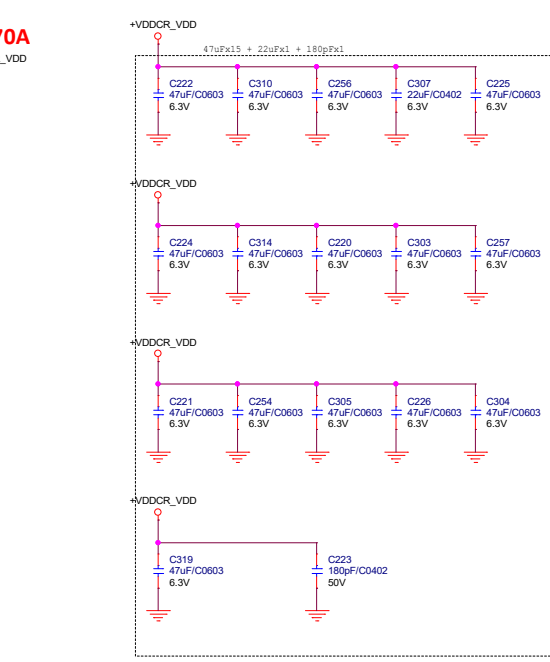 70A
_VDD
+VDDCR_VDD
47uFx15 + 22uFx1 + 180pFx1
C222
47uF/C0603
6.3V
C310
47uF/C0603
6.3V
C256
47uF/C0603
6.3V
C307
22uF/C0402
6.3V
C225
47uF/C0603
6.3V
+VDDCR_VDD
C224
47uF/C0603
6.3V
C314
47uF/C0603
6.3V
C220
47uF/C0603
6.3V
C303
47uF/C0603
6.3V
C257
47uF/C0603
6.3V
+VDDCR_VDD
C221
47uF/C0603
6.3V
C254
47uF/C0603
6.3V
C305
47uF/C0603
6.3V
C226
47uF/C0603
6.3V
C304
47uF/C0603
6.3V
+VDDCR_VDD
C319
47uF/C0603
6.3V
C223
180pF/C0402
50V